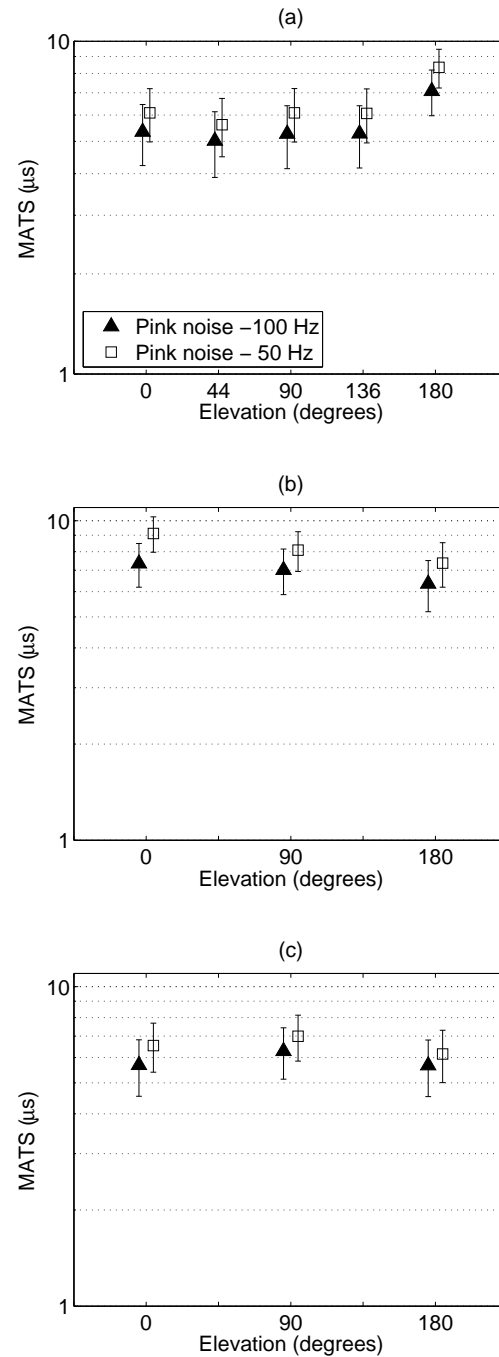 (a)
10
1
MATS (μs)
▲ Pink noise −100 Hz
□ Pink noise − 50 Hz
0 44 90 136 180
Elevation (degrees)
(b)
10
1
MATS (μs)
0 90 180
Elevation (degrees)
(c)
10
1
MATS (μs)
0 90 180
Elevation (degrees)